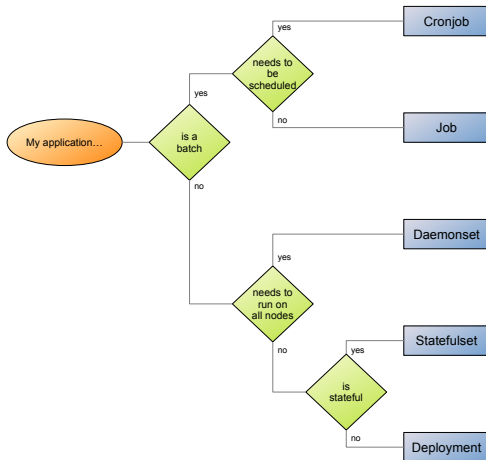 yes
Cronjob
needs to
be
scheduled
yes
no
Job
My application…
is a
batch
no
Daemonset
yes
needs to
run on
all nodes
no
Statefulset
yes
is
stateful
no
Deployment